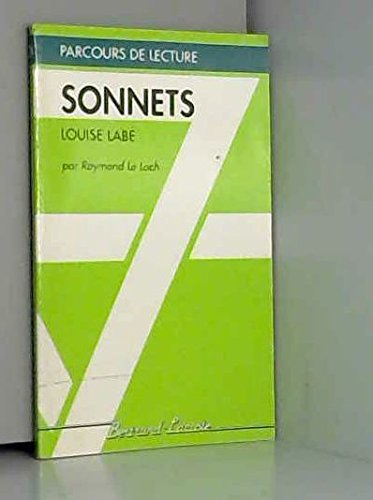 PARCOURS DE LECTURE
SONNETS
LOUISE LABE
par Raymond Le Loch
Bertrand-Lacoste